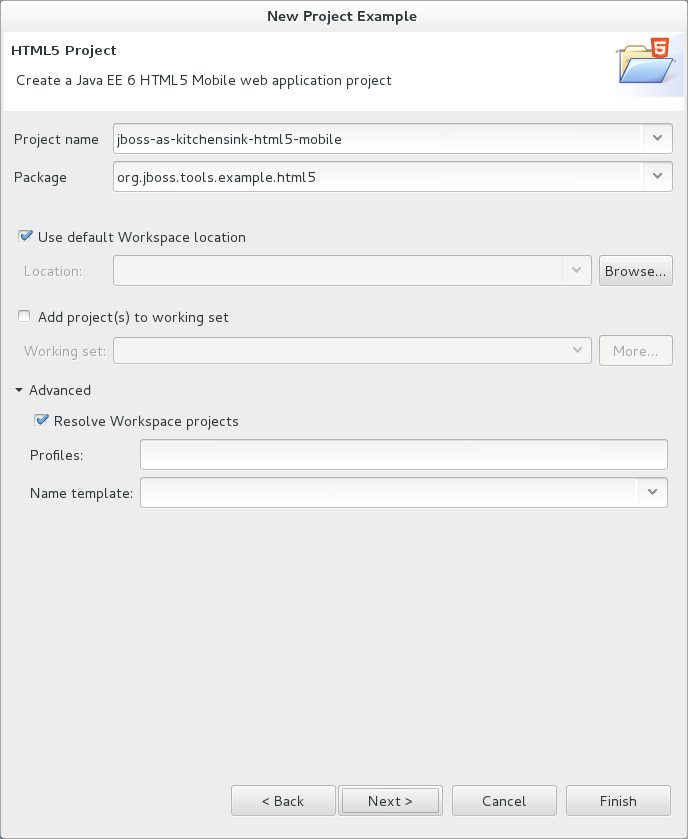 New Project Example
HTML5 Project
Create a Java EE 6 HTML5 Mobile web application project
5
Project name jboss-as-kitchensink-html5-mobile
Package org.jboss.tools.example.html5
Use default Workspace location
Location: Browse...
Add project(s) to working set
Working set: More...
Advanced
Resolve Workspace projects
Profiles:
Name template:
< Back Next > Cancel Finish